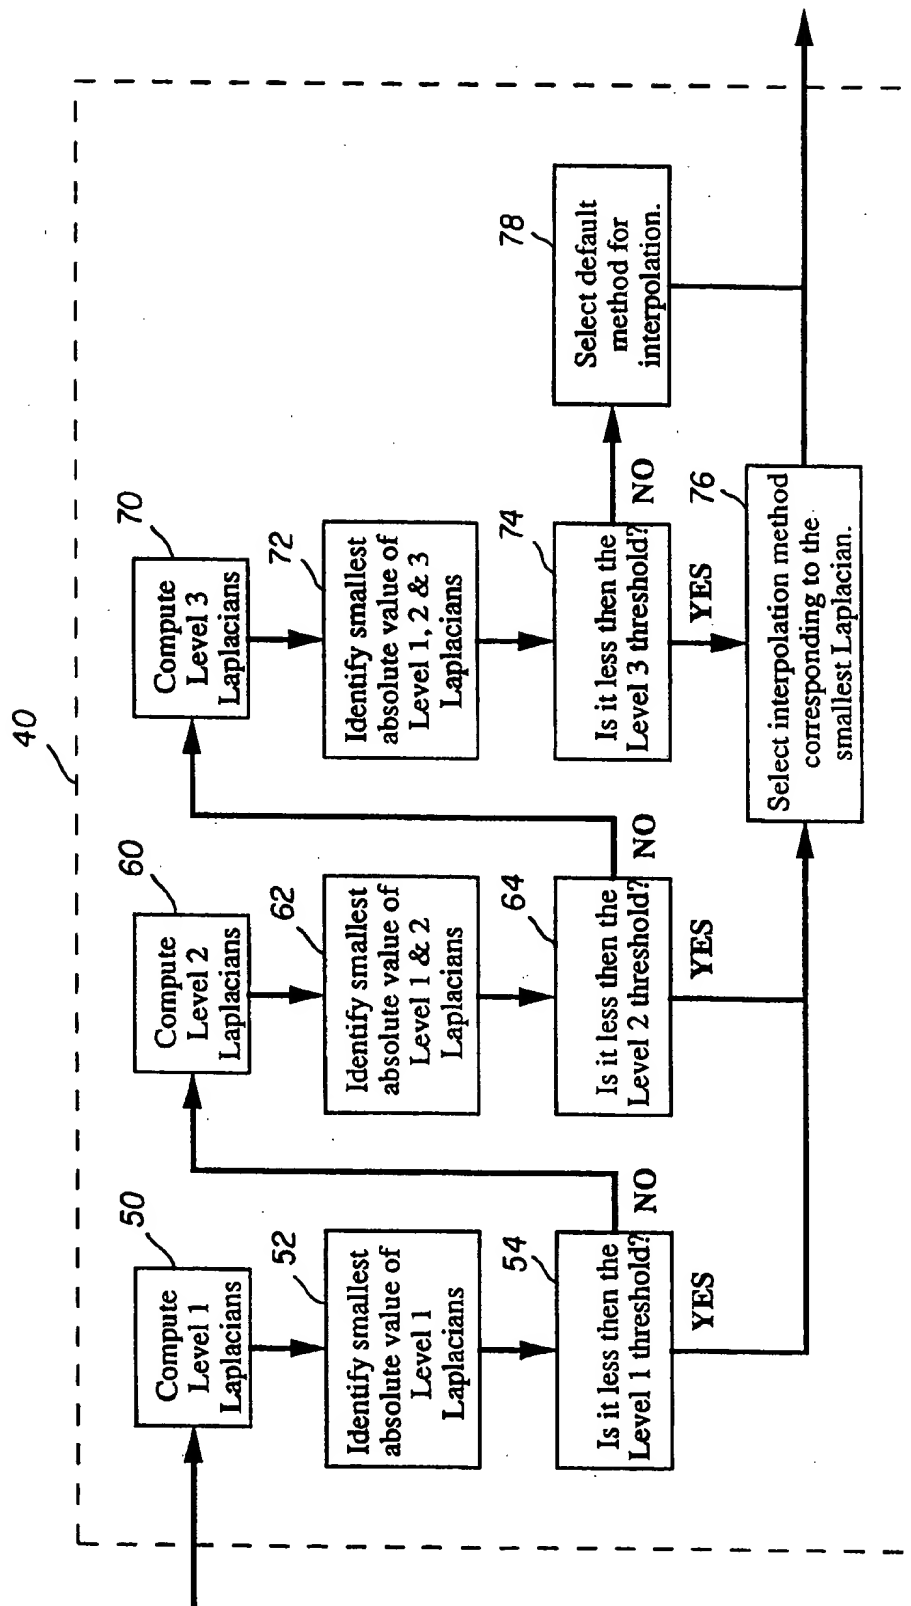 40
50
Compute
Level 1
Laplacians
52
Identify smallest
absolute value of
Level 1
Laplacians
54
Is it less then the
Level 1 threshold?
NO
YES
60
Compute
Level 2
Laplacians
62
Identify smallest
absolute value of
Level 1 & 2
Laplacians
64
Is it less then the
Level 2 threshold?
NO
YES
70
Compute
Level 3
Laplacians
72
Identify smallest
absolute value of
Level 1, 2 & 3
Laplacians
74
Is it less then the
Level 3 threshold?
NO
YES
76
Select interpolation method
corresponding to the
smallest Laplacian.
78
Select default
method for
interpolation.